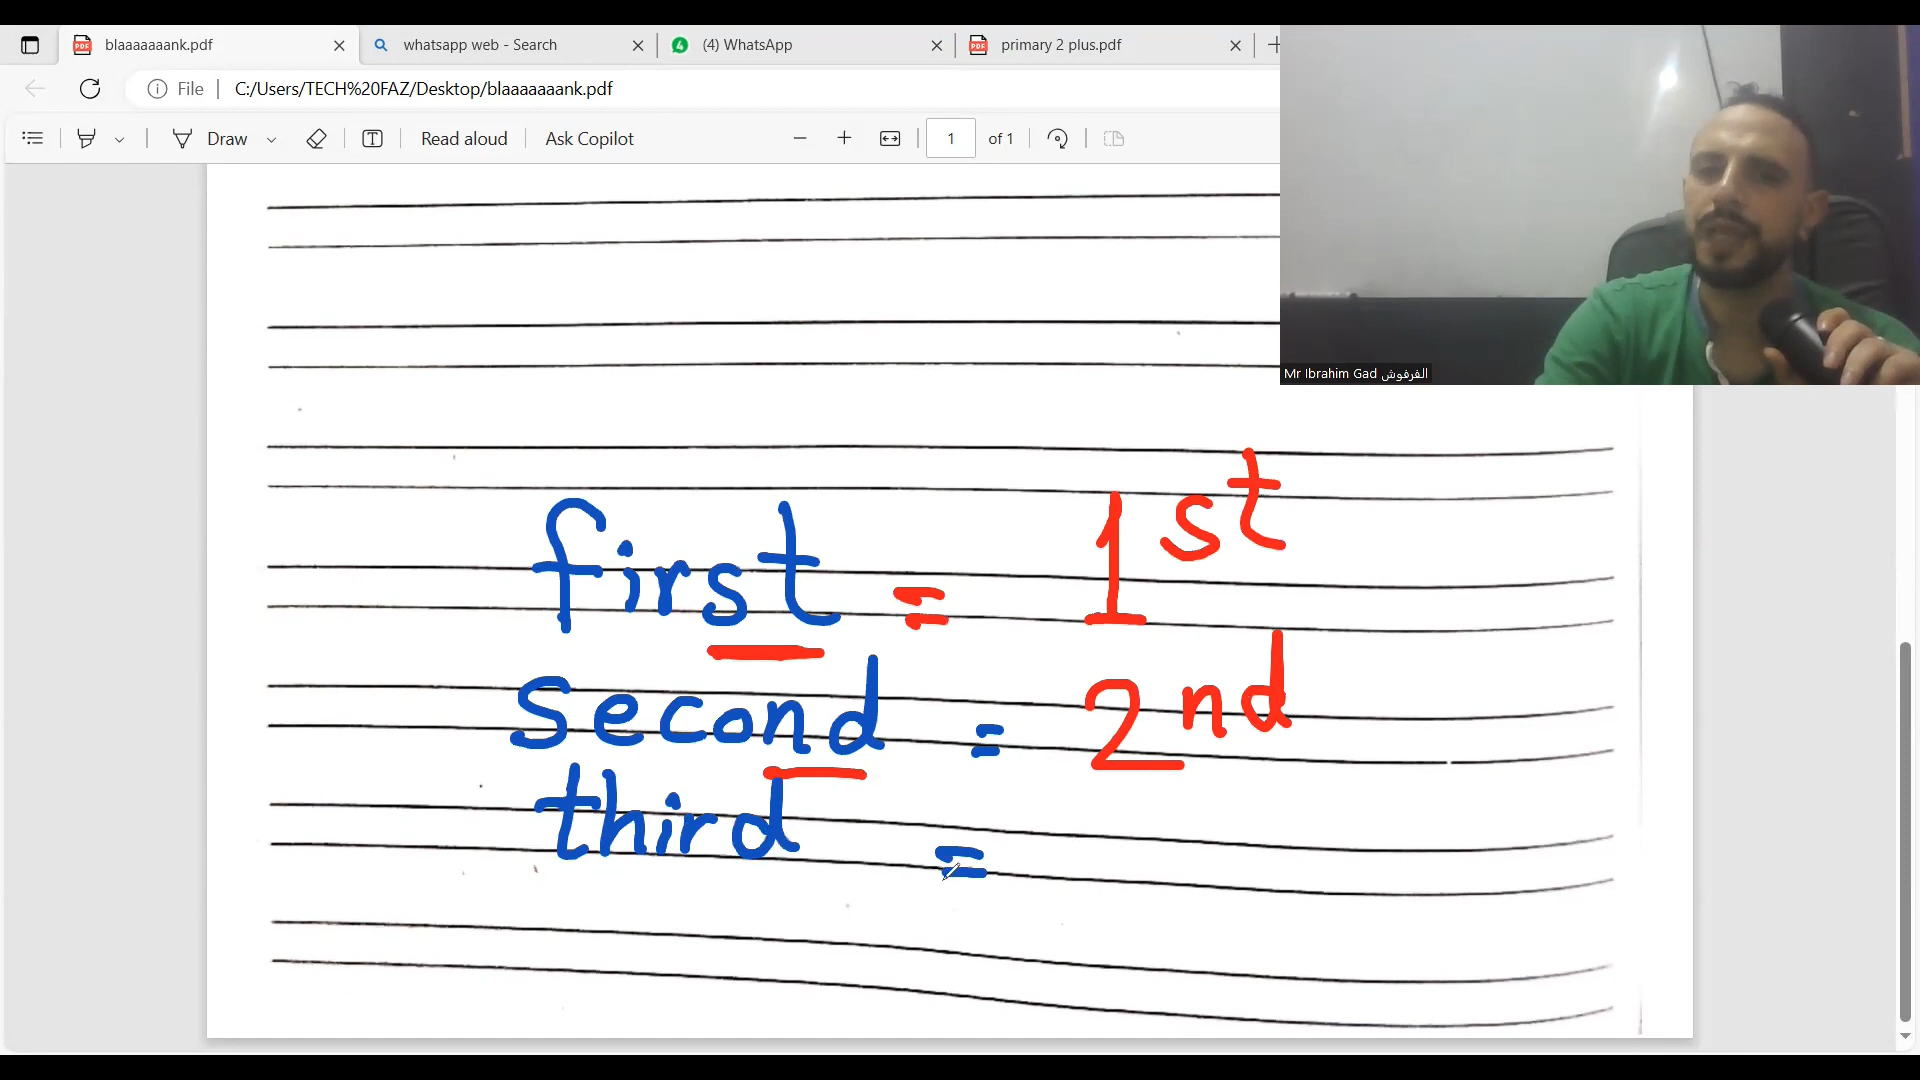 blaaaaaaank.pdf
whatsapp web - Search
(4) WhatsApp
primary 2 plus.pdf
File
C:/Users/TECH%20FAZ/Desktop/blaaaaaaank.pdf
Draw
Read aloud
Ask Copilot
1 of 1
Mr Ibrahim Gad الفرفوش
first = 1st
second = 2nd
third =